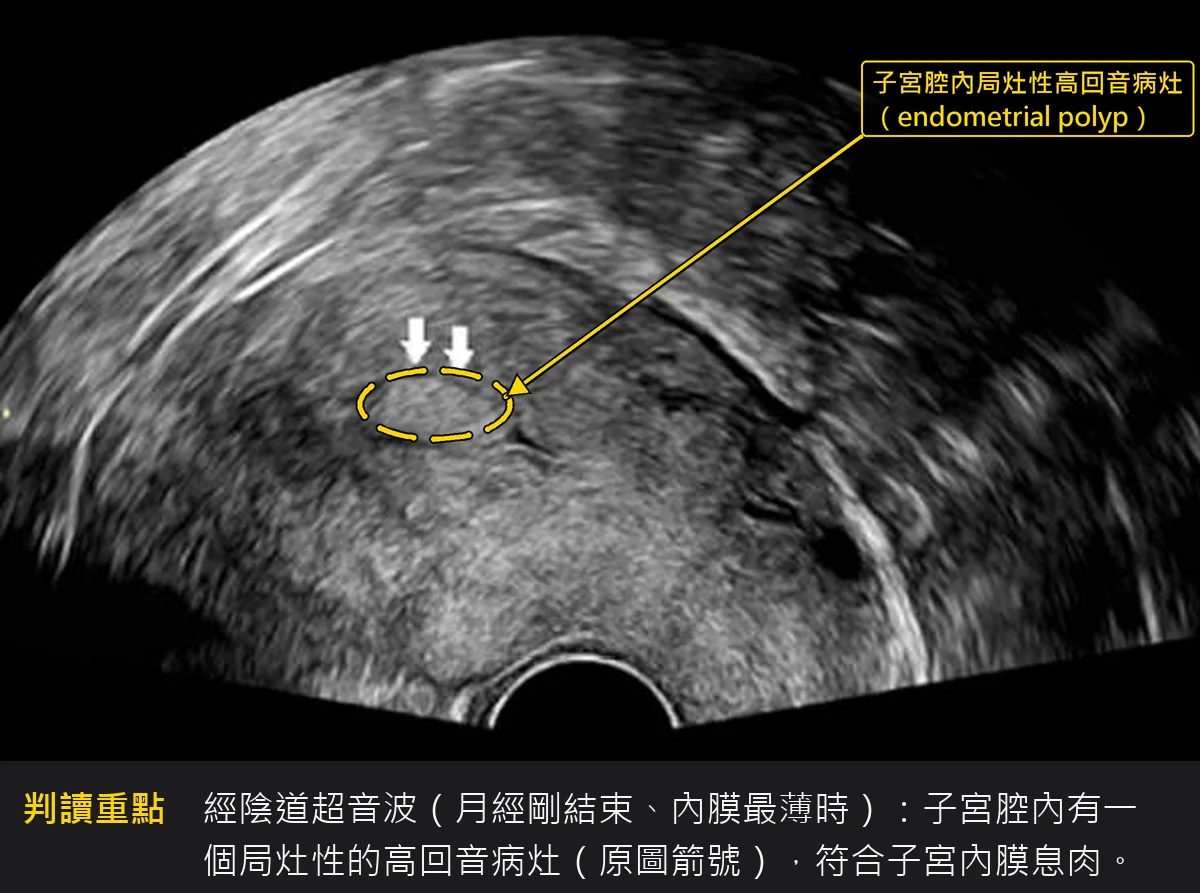 子宮腔內局灶性高回音病灶
（endometrial polyp）
判讀重點 經陰道超音波（月經剛結束、內膜最薄時）：子宮腔內有一
個局灶性的高回音病灶（原圖箭號），符合子宮內膜息肉。